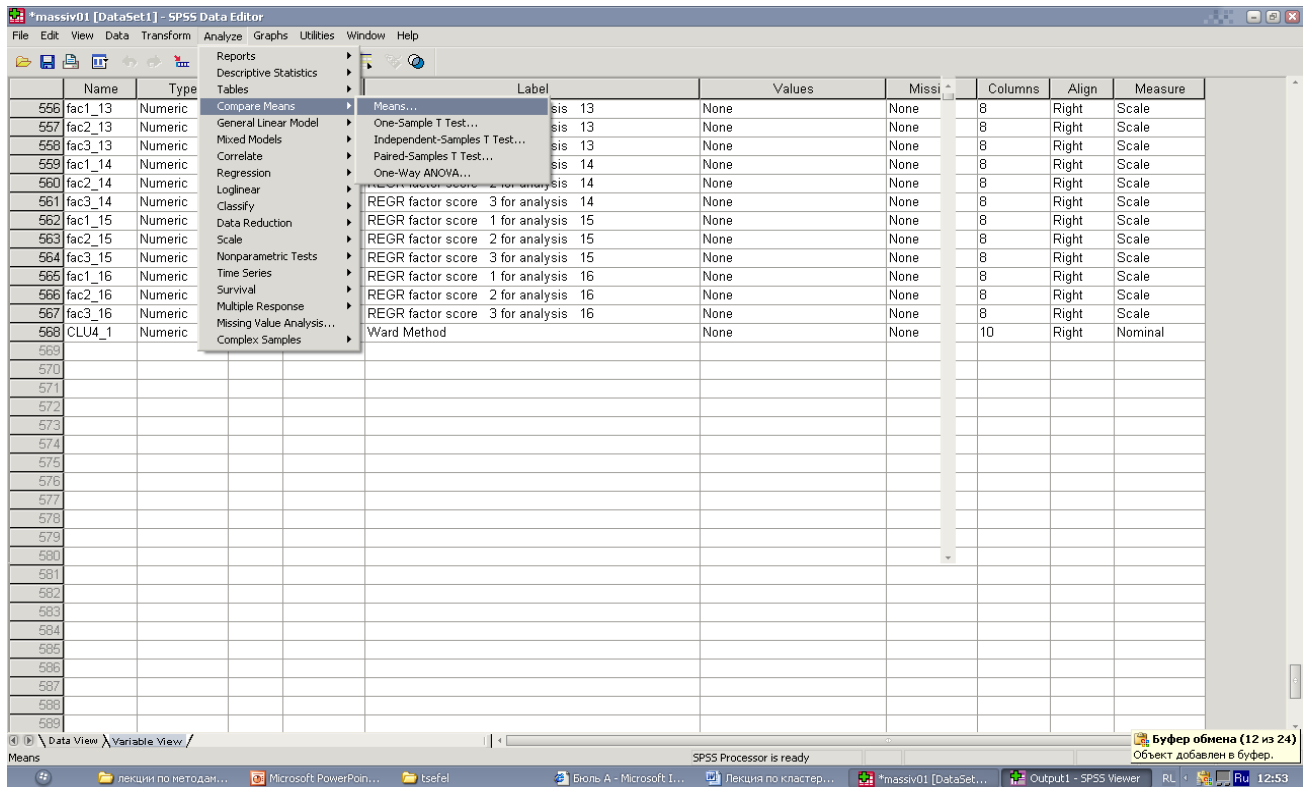 *massiv01 [DataSet1] - SPSS Data Editor
File Edit View Data Transform Analyze Graphs Utilities Window Help
Reports
Descriptive Statistics
Tables
Compare Means
General Linear Model
Mixed Models
Correlate
Regression
Loglinear
Classify
Data Reduction
Scale
Nonparametric Tests
Time Series
Survival
Multiple Response
Missing Value Analysis...
Complex Samples
Means...
One-Sample T Test...
Independent-Samples T Test...
Paired-Samples T Test...
One-Way ANOVA...
Name Type Label Values Missi Columns Align Measure
556 fac1_13 Numeric sis 13 None None 8 Right Scale
557 fac2_13 Numeric sis 13 None None 8 Right Scale
558 fac3_13 Numeric sis 13 None None 8 Right Scale
559 fac1_14 Numeric sis 14 None None 8 Right Scale
560 fac2_14 Numeric REGR factor score 2 for analysis 14 None None 8 Right Scale
561 fac3_14 Numeric REGR factor score 3 for analysis 14 None None 8 Right Scale
562 fac1_15 Numeric REGR factor score 1 for analysis 15 None None 8 Right Scale
563 fac2_15 Numeric REGR factor score 2 for analysis 15 None None 8 Right Scale
564 fac3_15 Numeric REGR factor score 3 for analysis 15 None None 8 Right Scale
565 fac1_16 Numeric REGR factor score 1 for analysis 16 None None 8 Right Scale
566 fac2_16 Numeric REGR factor score 2 for analysis 16 None None 8 Right Scale
567 fac3_16 Numeric REGR factor score 3 for analysis 16 None None 8 Right Scale
568 CLU4_1 Numeric Ward Method None None 10 Right Nominal
569
570
571
572
573
574
575
576
577
578
579
580
581
582
583
584
585
586
587
588
589
Data View Variable View
Буфер обмена (12 из 24)
Объект добавлен в буфер.
Means SPSS Processor is ready
лекции по методам... Microsoft PowerPoin... tsefel Бюль А - Microsoft I... Лекция по кластер... *massiv01 [DataSet... Output1 - SPSS Viewer RL Ru 12:53